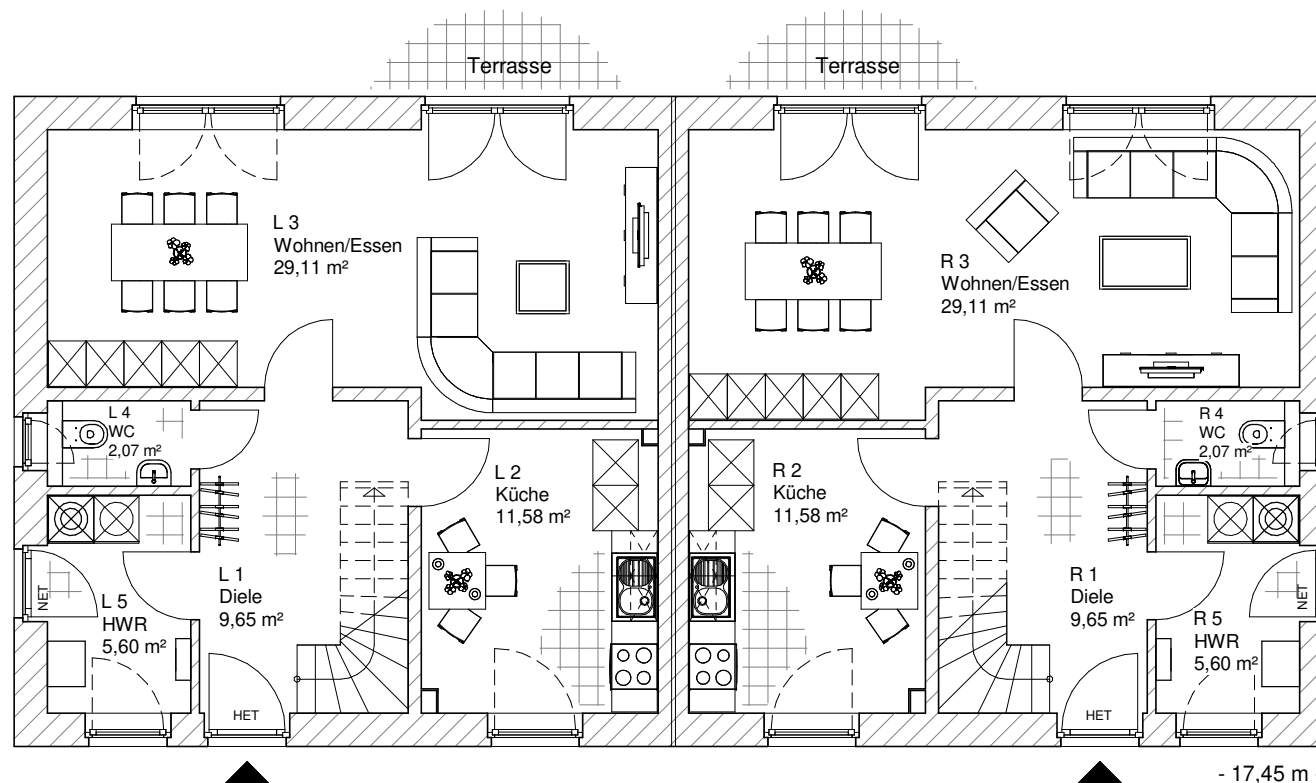 Terrasse
Terrasse
L 3
Wohnen/Essen
29,11 m²
R 3
Wohnen/Essen
29,11 m²
L 4
WC
2,07 m²
R 4
WC
2,07 m²
L 2
Küche
11,58 m²
R 2
Küche
11,58 m²
L 1
Diele
9,65 m²
R 1
Diele
9,65 m²
NET
L 5
HWR
5,60 m²
NET
R 5
HWR
5,60 m²
HET
HET
- 17,45 m